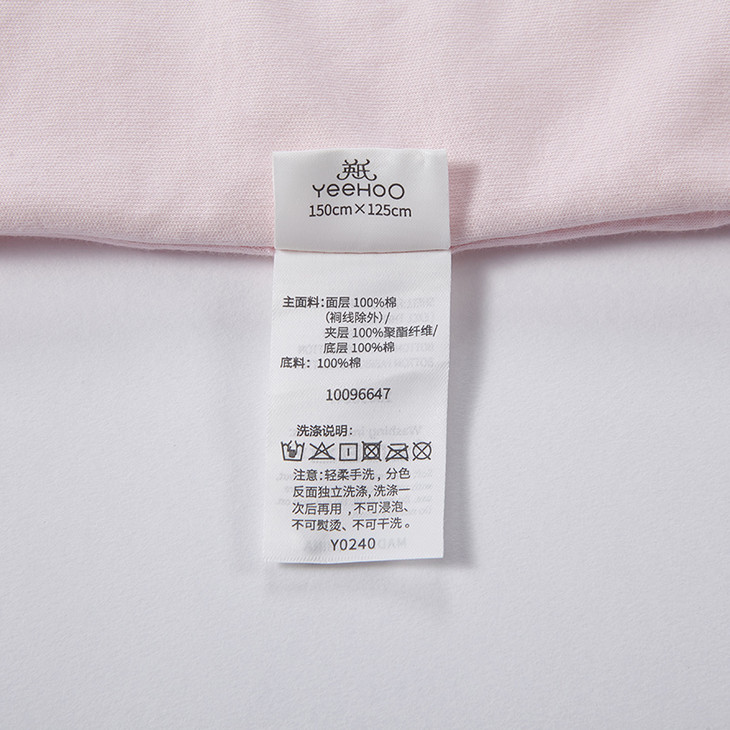 英氏
YeeHoO
150cm×125cm
主面料:面层 100%棉
(裥线除外)/
夹层 100%聚酯纤维/
底层 100%棉
底料:100%棉
10096647
洗涤说明:
注意:轻柔手洗,分色
反面独立洗涤,洗涤一
次后再用,不可浸泡、
不可熨烫、不可干洗。
Y0240